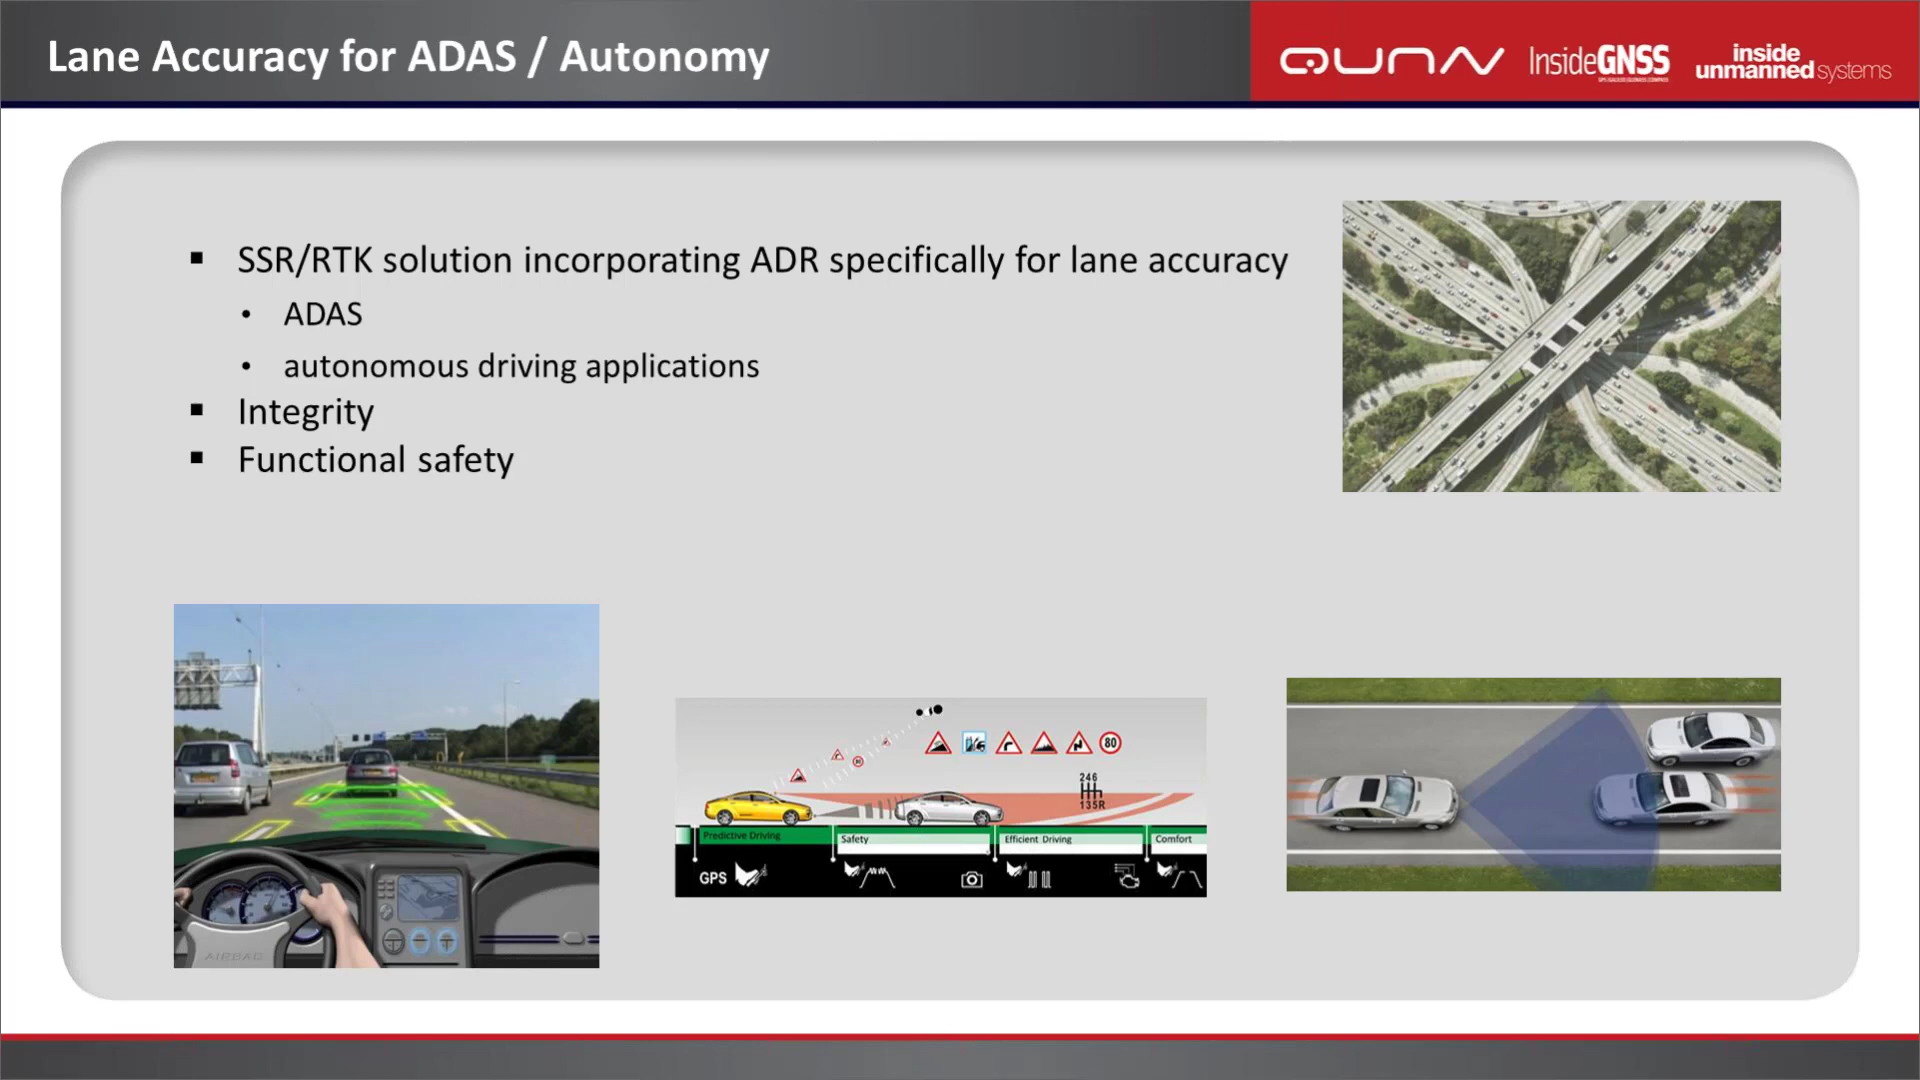 Lane Accuracy for ADAS / Autonomy
InsideGNSS
inside
unmanned systems
▪ SSR/RTK solution incorporating ADR specifically for lane accuracy
• ADAS
• autonomous driving applications
▪ Integrity
▪ Functional safety
80
246
135R
Predictive Driving
Safety
Efficient Driving
Comfort
GPS
AIRBAG